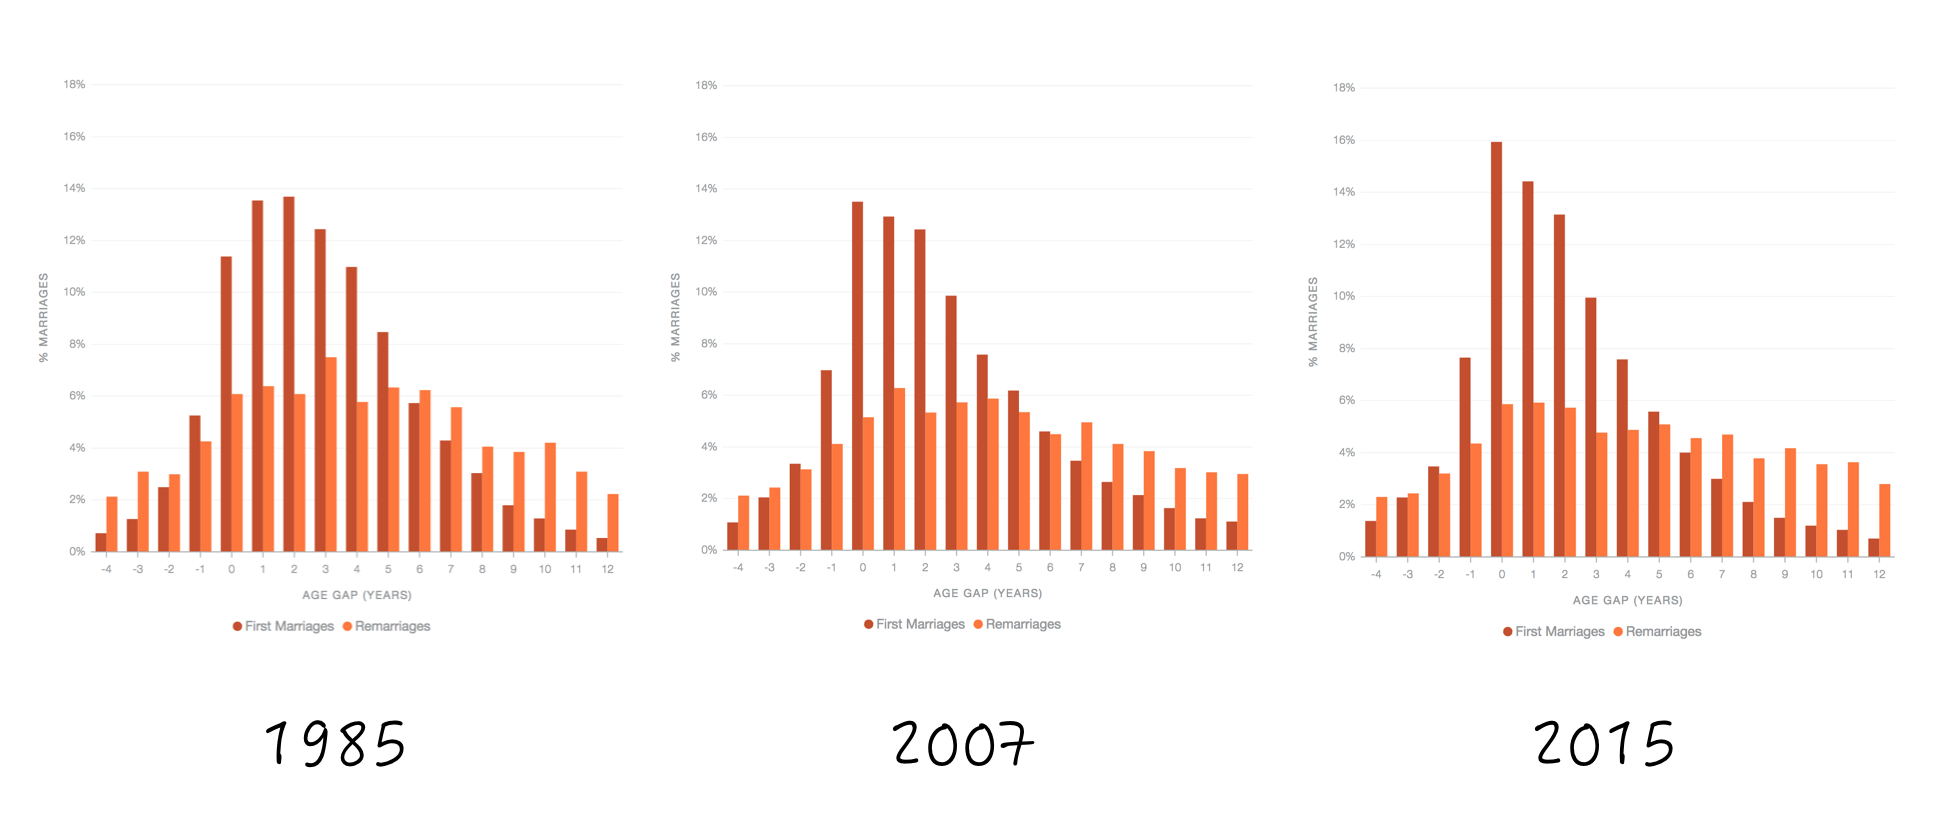 18%
16%
14%
12%
10%
8%
6%
4%
2%
0%
% MARRIAGES
-4 -3 -2 -1 0 1 2 3 4 5 6 7 8 9 10 11 12
AGE GAP (YEARS)
First Marriages Remarriages
1985
18%
16%
14%
12%
10%
8%
6%
4%
2%
0%
% MARRIAGES
-4 -3 -2 -1 0 1 2 3 4 5 6 7 8 9 10 11 12
AGE GAP (YEARS)
First Marriages Remarriages
2007
18%
16%
14%
12%
10%
8%
6%
4%
2%
0%
% MARRIAGES
-4 -3 -2 -1 0 1 2 3 4 5 6 7 8 9 10 11 12
AGE GAP (YEARS)
First Marriages Remarriages
2015